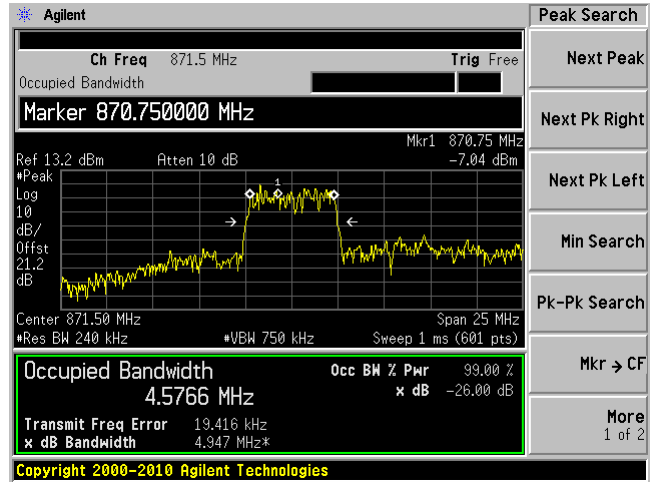 Agilent
Peak Search
Ch Freq 871.5 MHz Trig Free
Occupied Bandwidth
Marker 870.750000 MHz
Mkr1 870.75 MHz
Ref 13.2 dBm Atten 10 dB -7.04 dBm
#Peak
Log
10
dB/
Offst
21.2
dB
1
Center 871.50 MHz Span 25 MHz
#Res BW 240 kHz #VBW 750 kHz Sweep 1 ms (601 pts)
Occupied Bandwidth Occ BW % Pwr 99.00 %
4.5766 MHz x dB -26.00 dB
Transmit Freq Error 19.416 kHz
x dB Bandwidth 4.947 MHz*
Next Peak
Next Pk Right
Next Pk Left
Min Search
Pk-Pk Search
Mkr → CF
More
1 of 2
Copyright 2000-2010 Agilent Technologies